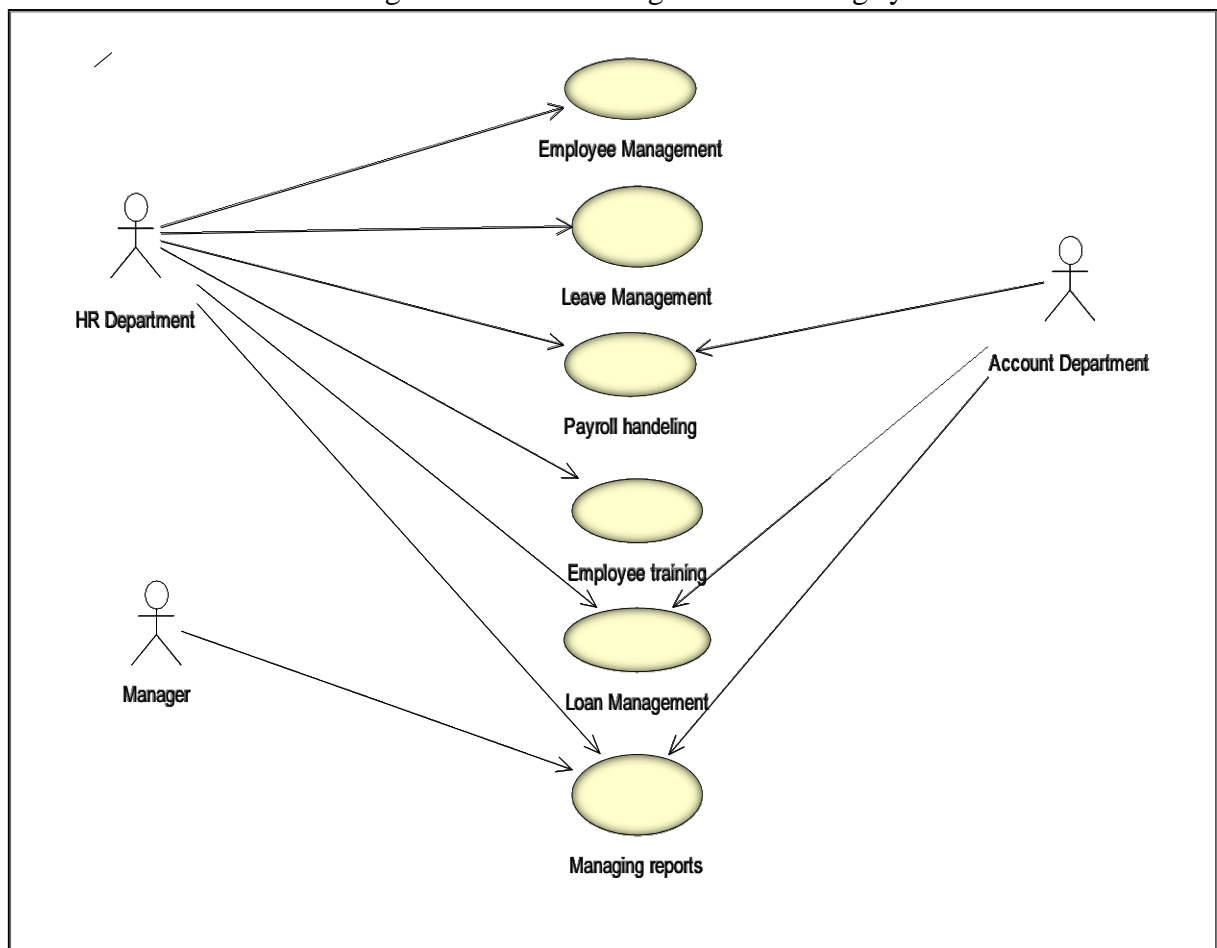 Employee Management
Leave Management
HR Department
Payroll handeling
Account Department
Employee training
Manager
Loan Management
Managing reports